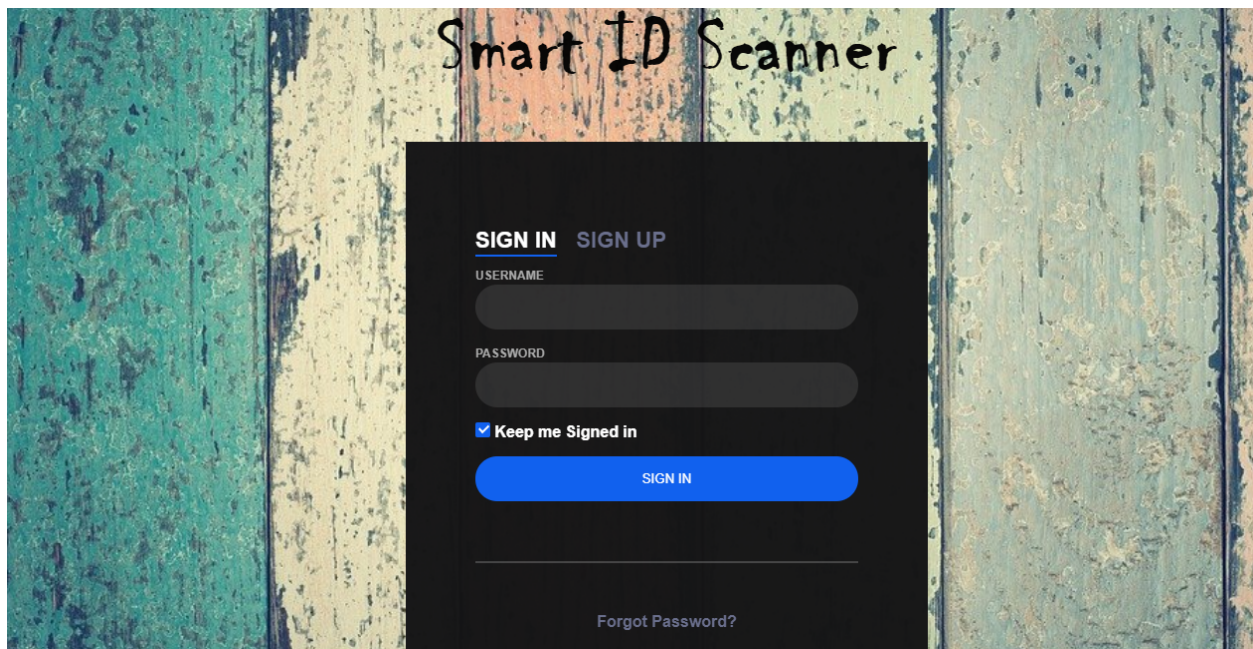 Smart ID Scanner
SIGN IN SIGN UP
USERNAME
PASSWORD
Keep me Signed in
SIGN IN
Forgot Password?